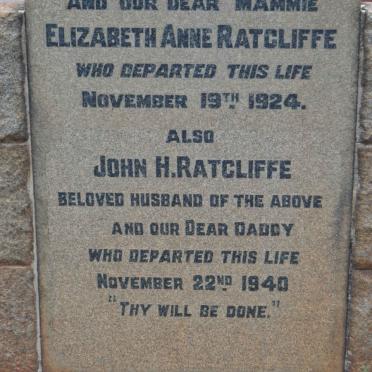 AND OUR DEAR MAMMIE
ELIZABETH ANNE RATCLIFFE
WHO DEPARTED THIS LIFE
NOVEMBER 19TH 1924.
ALSO
JOHN H. RATCLIFFE
BELOVED HUSBAND OF THE ABOVE
AND OUR DEAR DADDY
WHO DEPARTED THIS LIFE
NOVEMBER 22ND 1940
"THY WILL BE DONE."